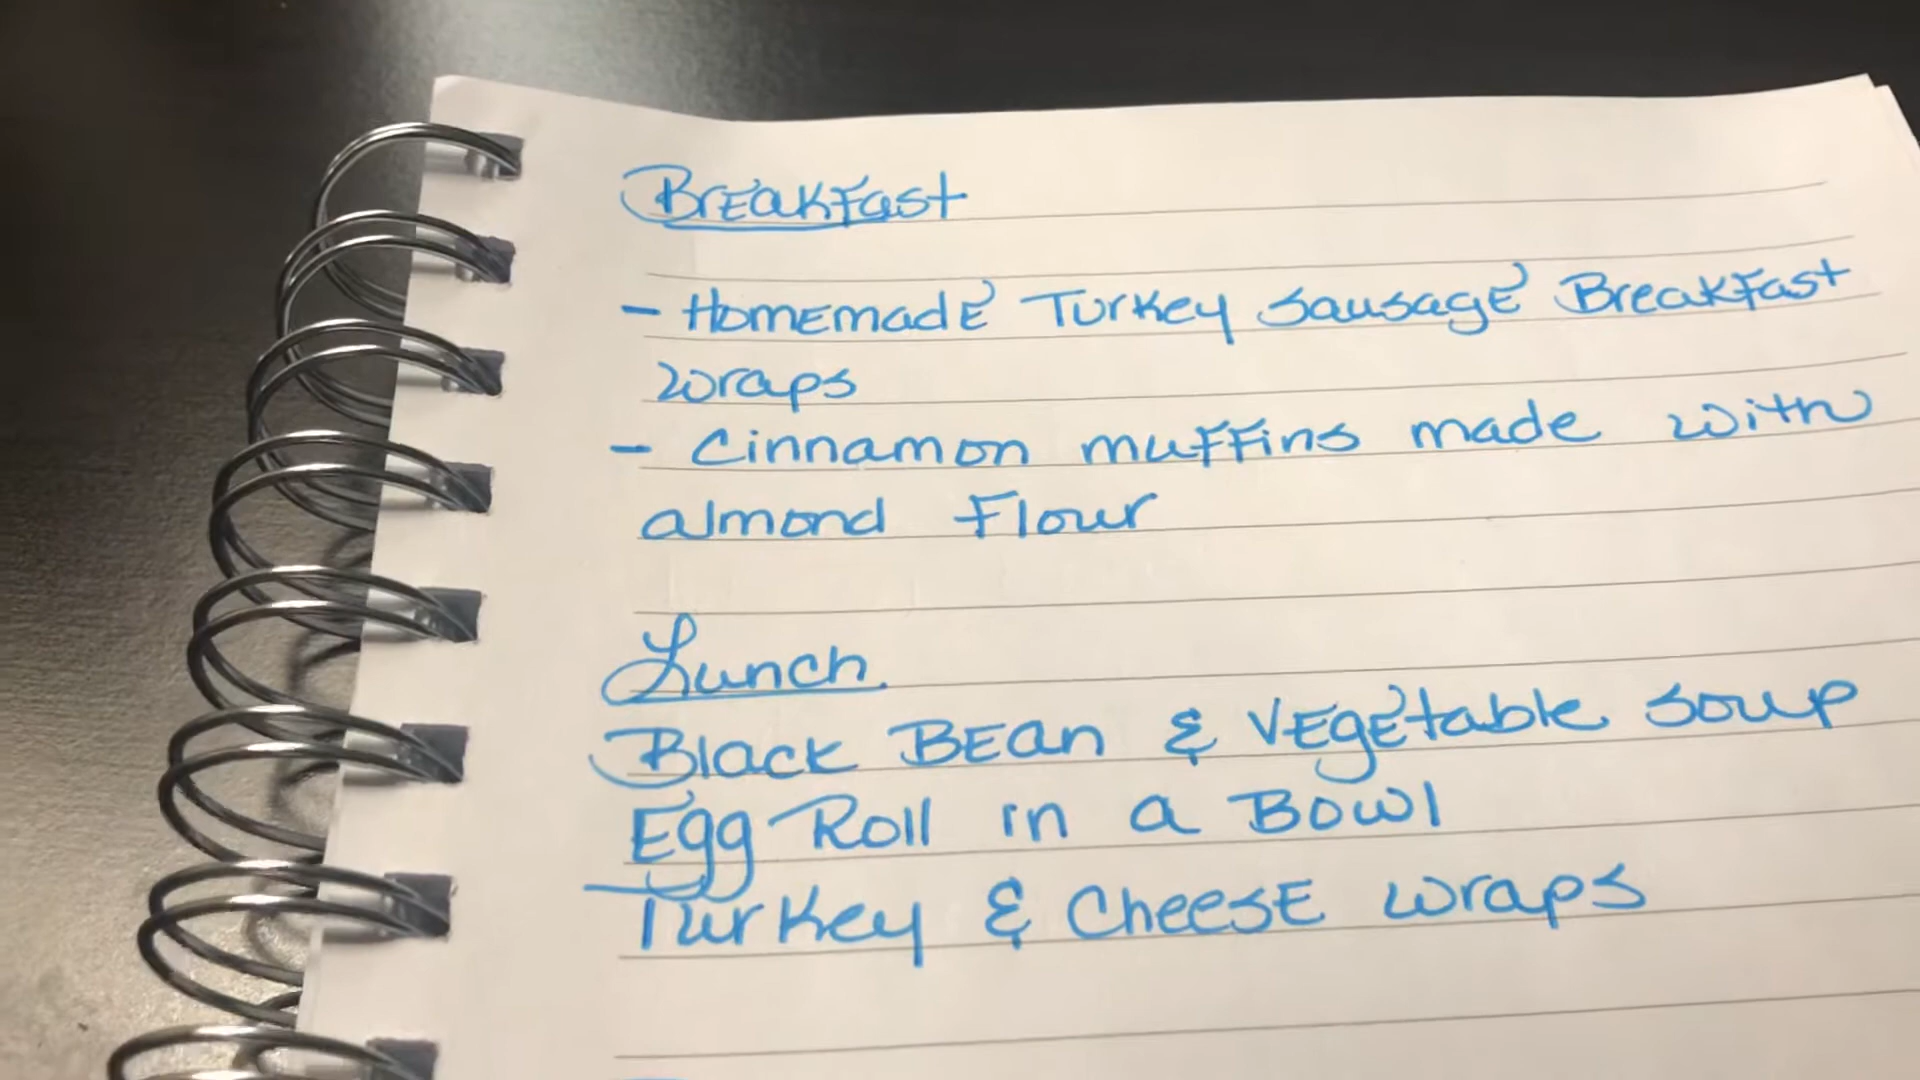 Breakfast
- Homemade Turkey Sausage Breakfast
wraps
- Cinnamon muffins made with
almond Flour
Lunch
Black Bean & Vegetable Soup
Egg Roll in a Bowl
Turkey & Cheese wraps